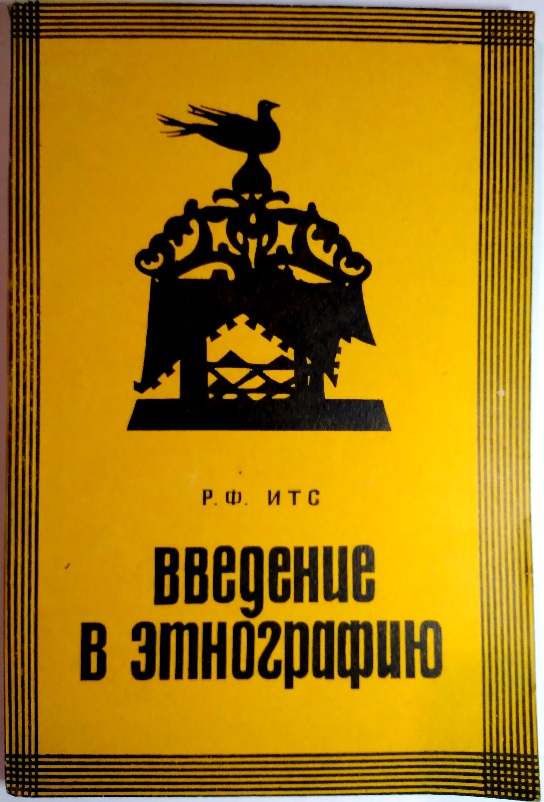 Р. Ф. ИТС
введение
в этнографию